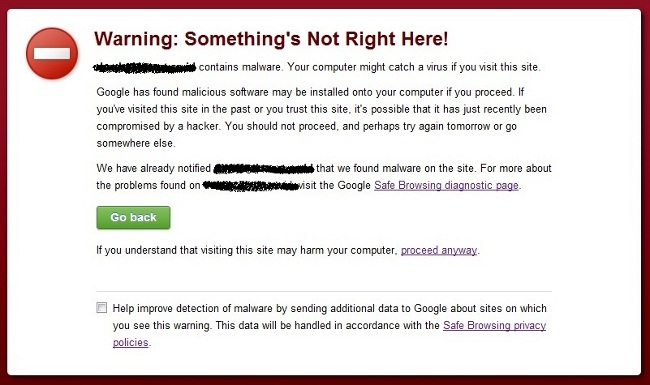 Warning: Something's Not Right Here!
contains malware. Your computer might catch a virus if you visit this site.
Google has found malicious software may be installed onto your computer if you proceed. If
you've visited this site in the past or you trust this site, it's possible that it has just recently been
compromised by a hacker. You should not proceed, and perhaps try again tomorrow or go
somewhere else.
We have already notified that we found malware on the site. For more about
the problems found on visit the Google Safe Browsing diagnostic page.
Go back
If you understand that visiting this site may harm your computer, proceed anyway.
Help improve detection of malware by sending additional data to Google about sites on which
you see this warning. This data will be handled in accordance with the Safe Browsing privacy
policies.